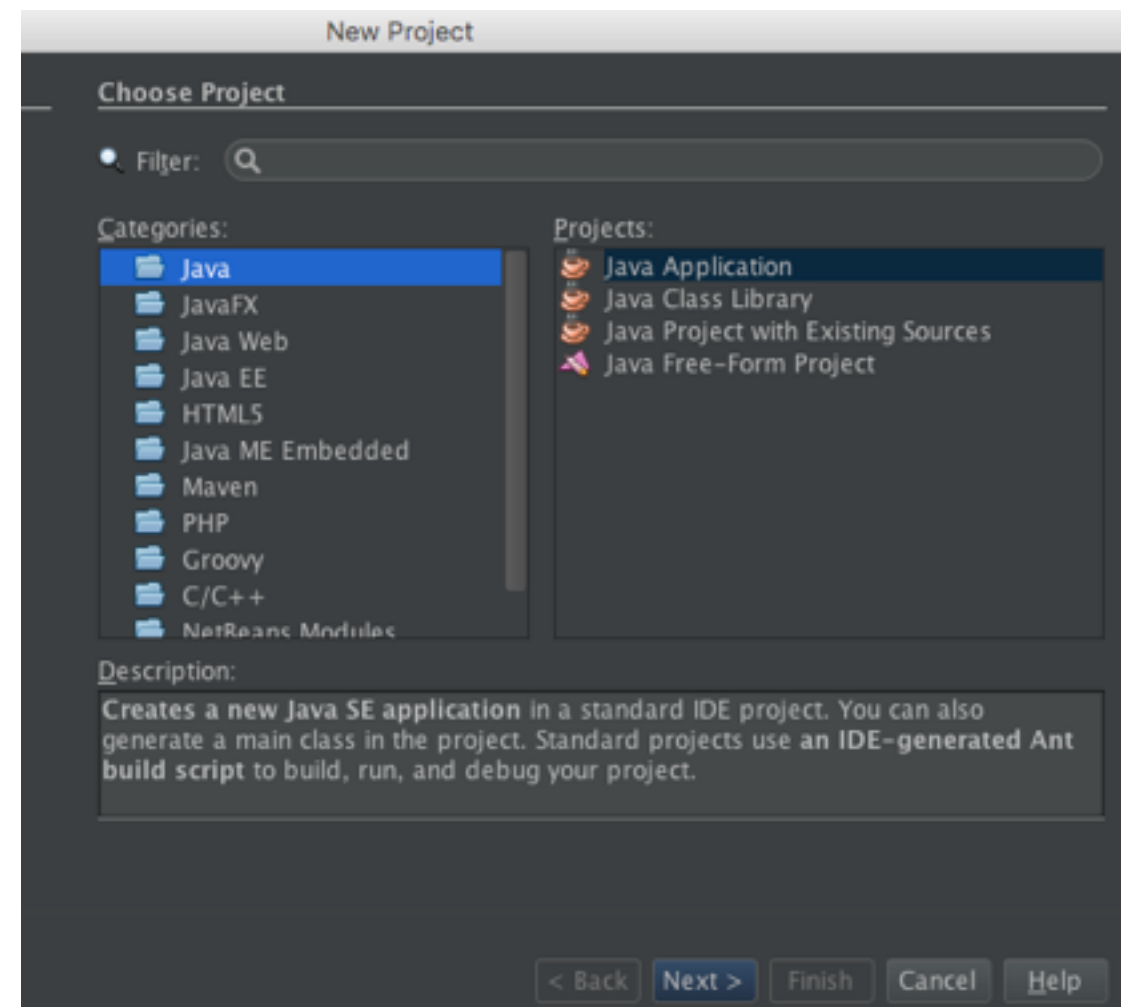 New Project
Choose Project
Filter:
Categories:
Java
JavaFX
Java Web
Java EE
HTML5
Java ME Embedded
Maven
PHP
Groovy
C/C++
NetBeans Modules
Projects:
Java Application
Java Class Library
Java Project with Existing Sources
Java Free-Form Project
Description:
Creates a new Java SE application in a standard IDE project. You can also
generate a main class in the project. Standard projects use an IDE-generated Ant
build script to build, run, and debug your project.
< Back Next > Finish Cancel Help